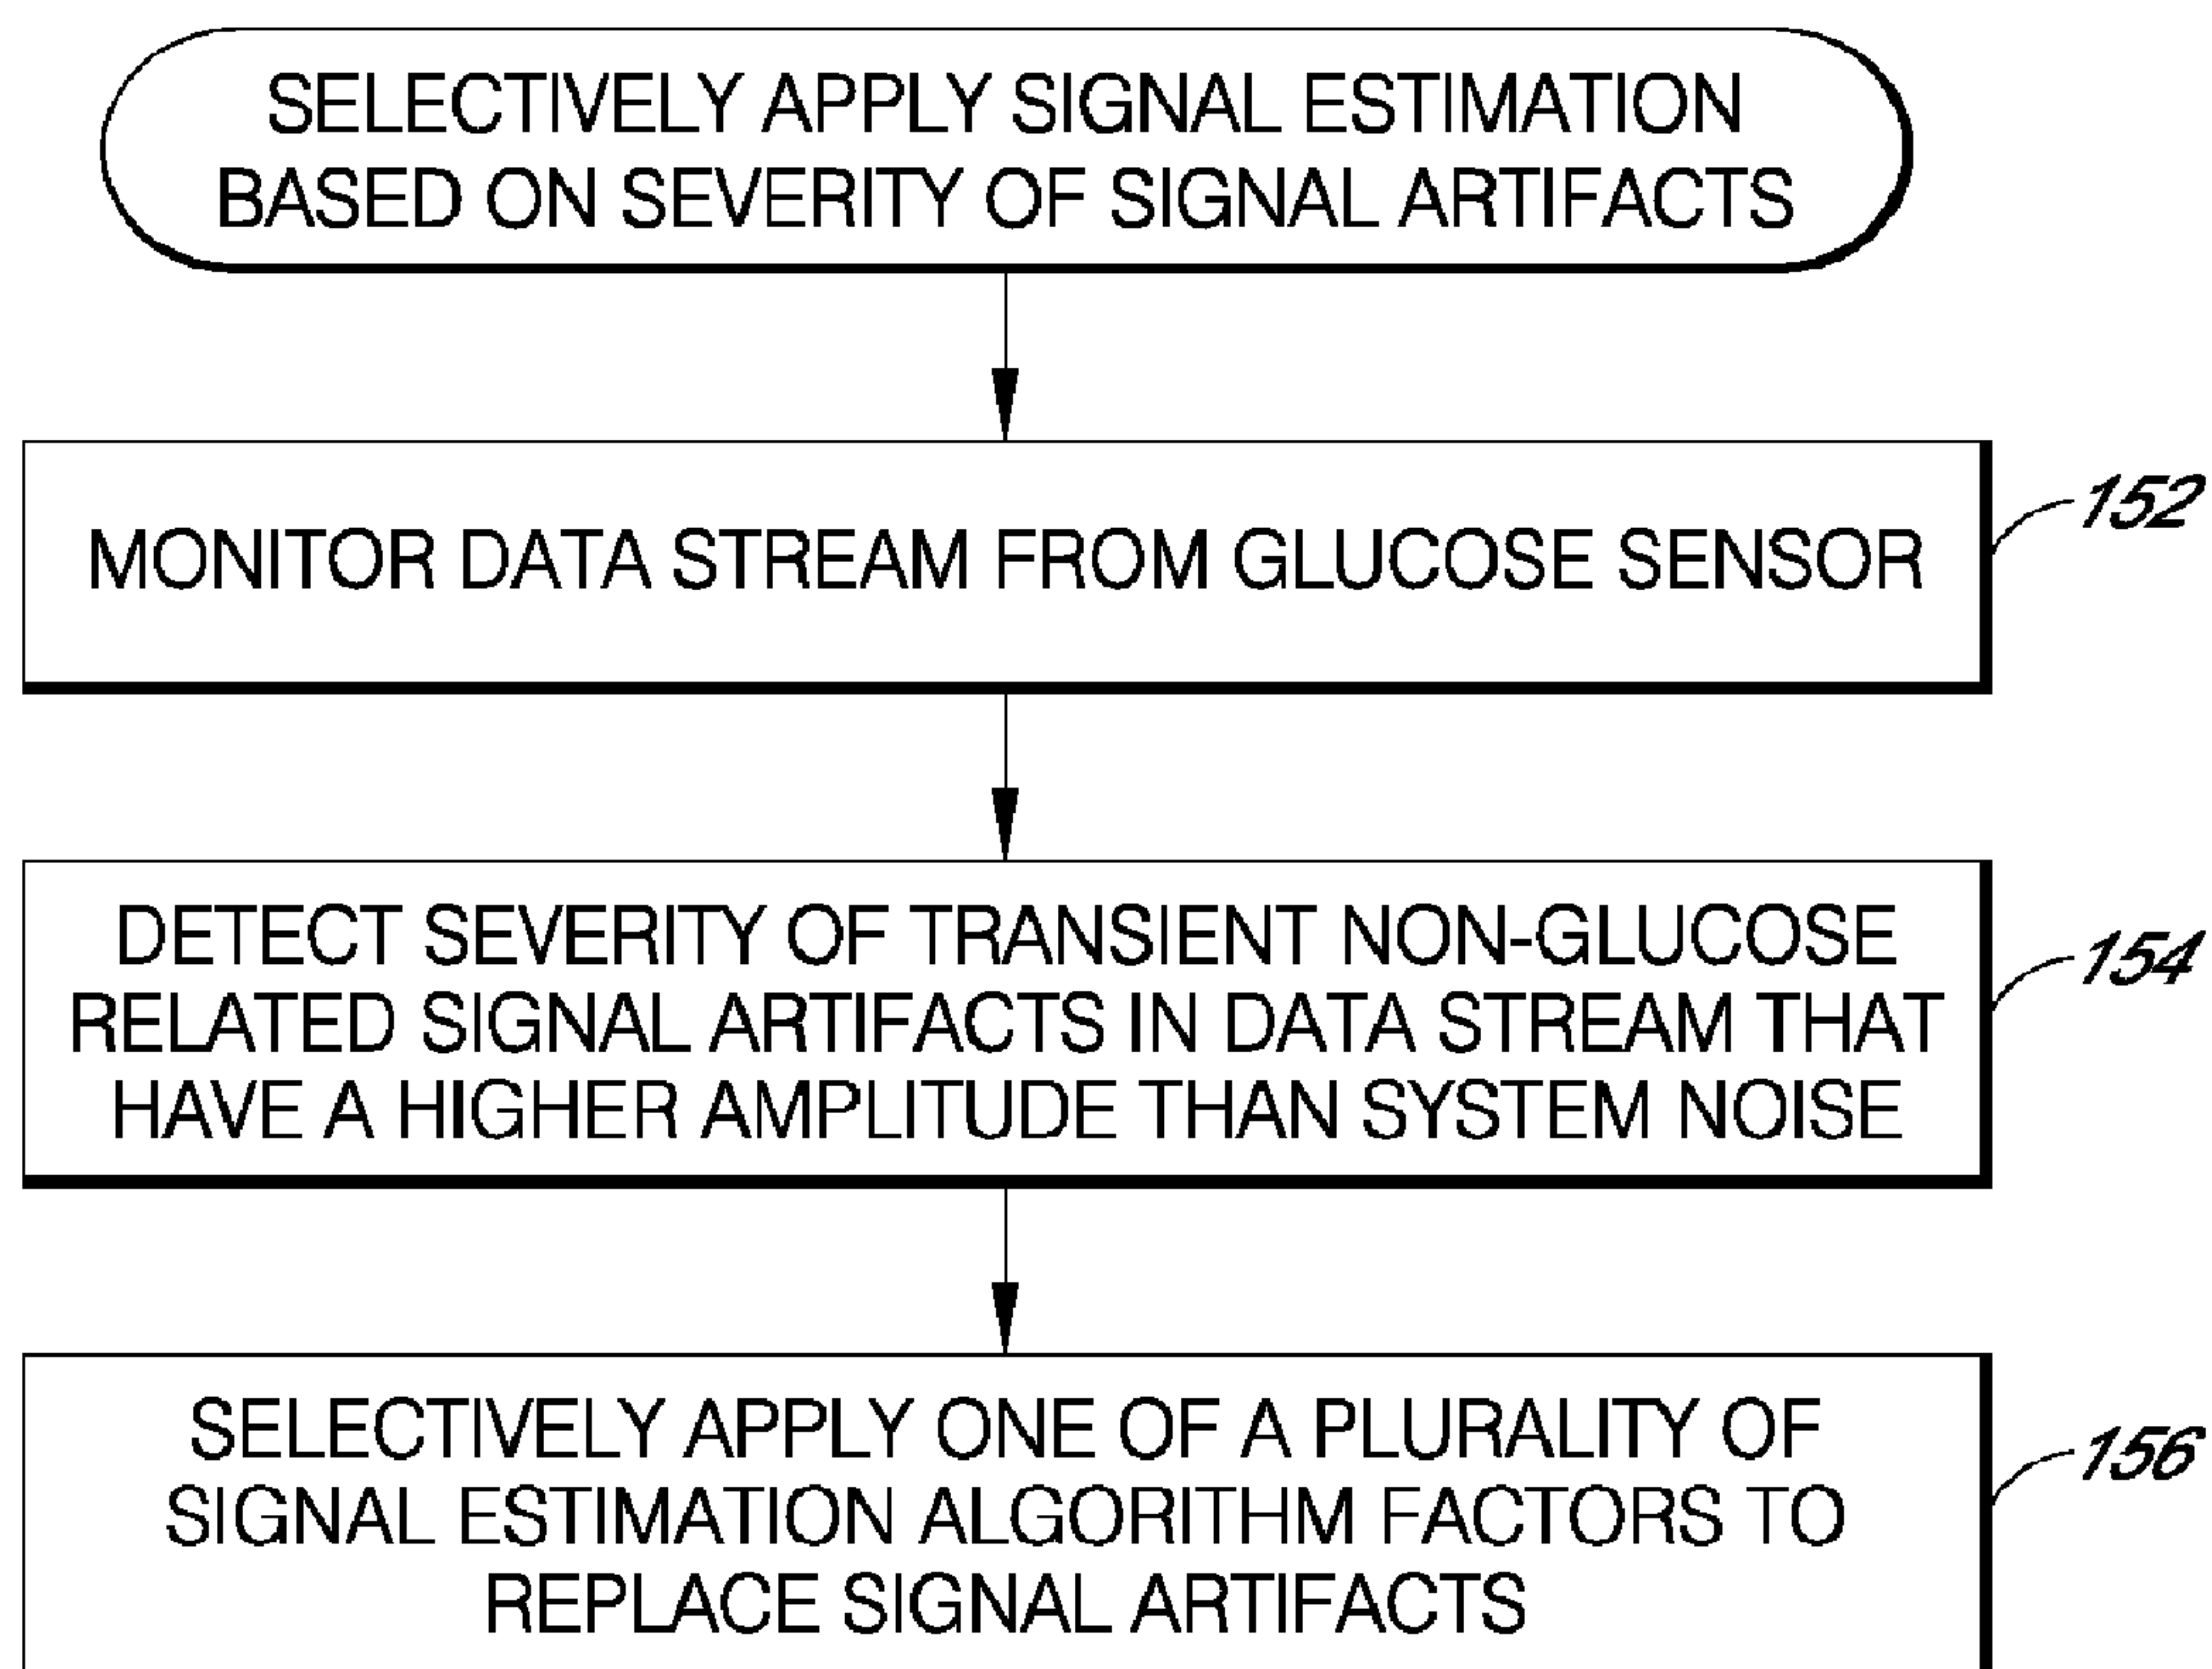 SELECTIVELY APPLY SIGNAL ESTIMATION
BASED ON SEVERITY OF SIGNAL ARTIFACTS
MONITOR DATA STREAM FROM GLUCOSE SENSOR
152
DETECT SEVERITY OF TRANSIENT NON-GLUCOSE
RELATED SIGNAL ARTIFACTS IN DATA STREAM THAT
HAVE A HIGHER AMPLITUDE THAN SYSTEM NOISE
154
SELECTIVELY APPLY ONE OF A PLURALITY OF
SIGNAL ESTIMATION ALGORITHM FACTORS TO
REPLACE SIGNAL ARTIFACTS
156